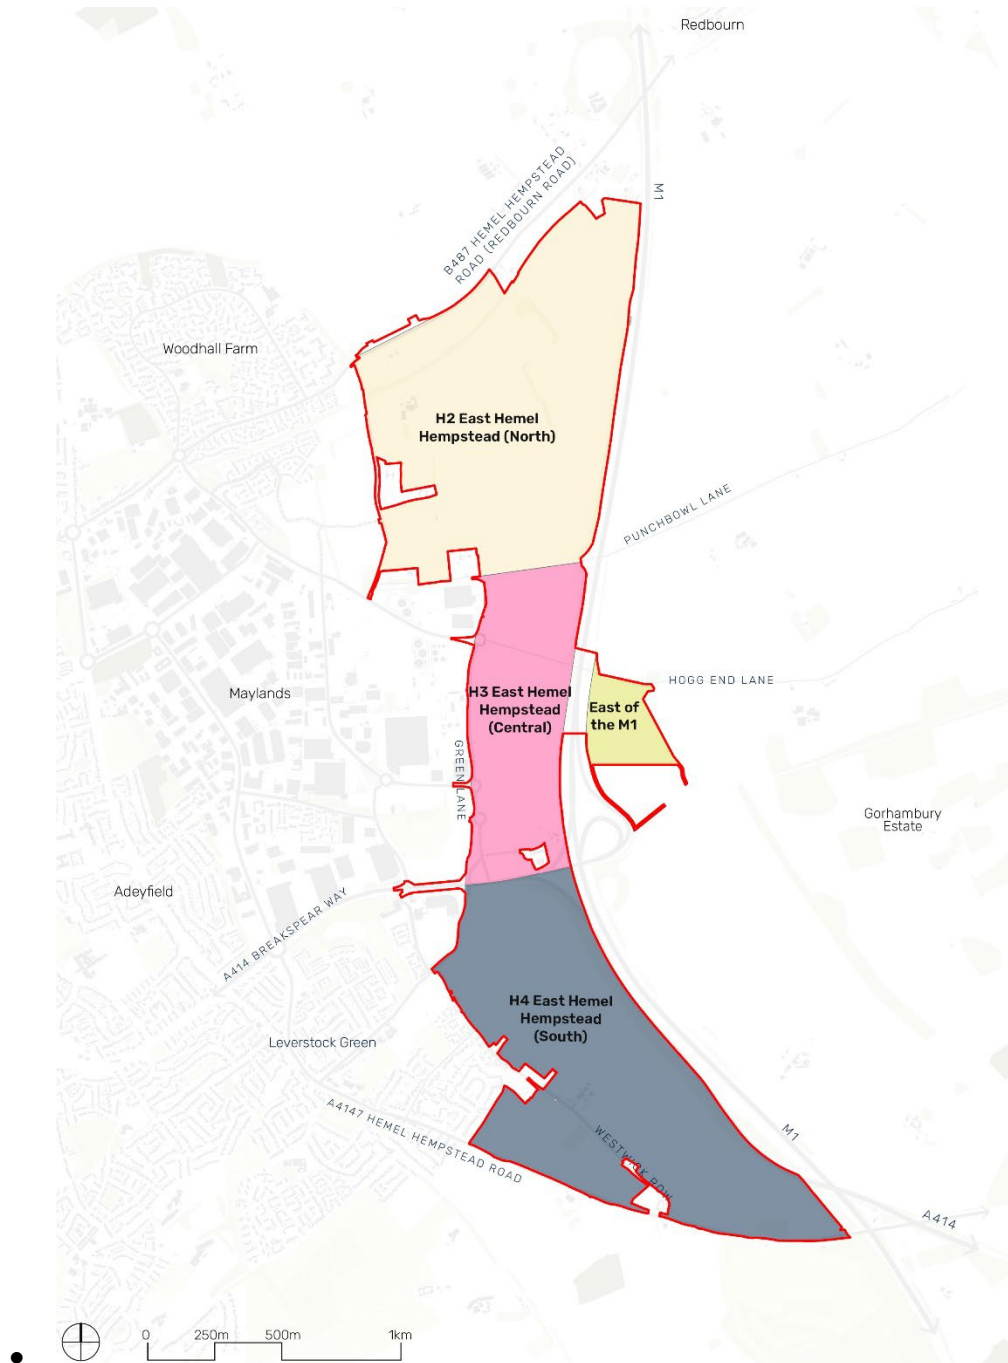 Redbourn
M1
B487 HEMEL HEMPSTEAD
ROAD (REDBOURN ROAD)
Woodhall Farm
H2 East Hemel
Hempstead (North)
PUNCHBOWL LANE
HOGG END LANE
Maylands
H3 East Hemel
Hempstead
(Central)
East of
the M1
GREEN LANE
Gorhambury
Estate
Adeyfield
A414 BREAKSPEAR WAY
H4 East Hemel
Hempstead
(South)
Leverstock Green
A4147 HEMEL HEMPSTEAD ROAD
WESTWICK ROW
M1
A414
0 250m 500m 1km